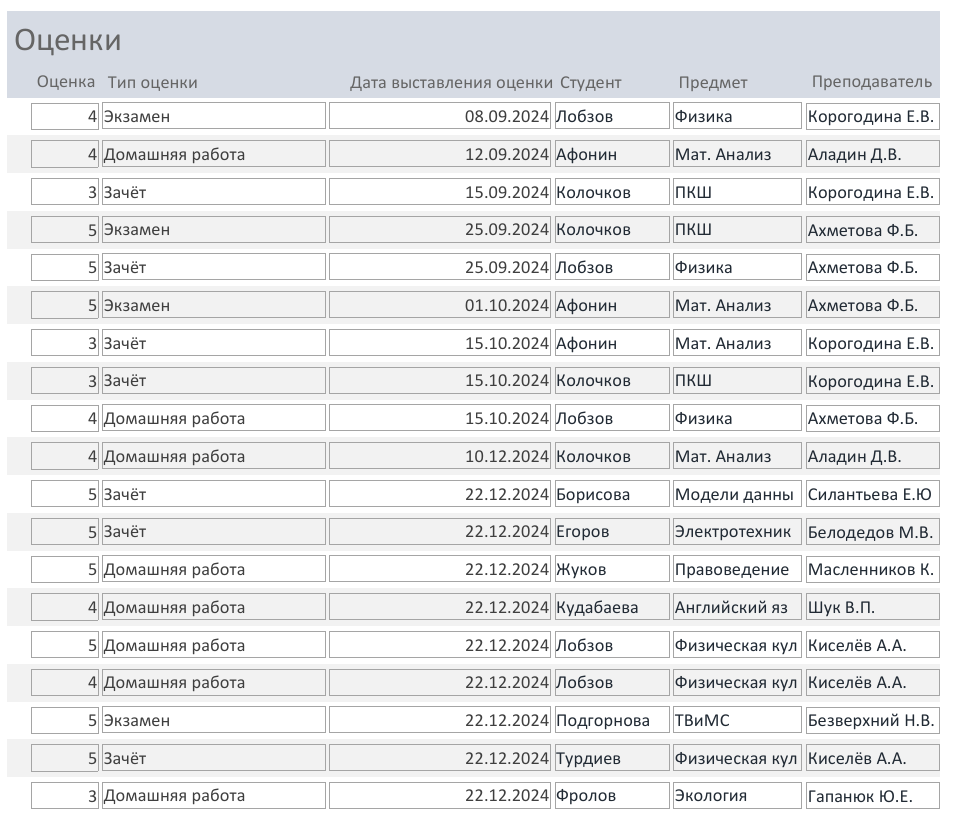 Оценки
Оценка Тип оценки Дата выставления оценки Студент Предмет Преподаватель
4 Экзамен 08.09.2024 Лобзов Физика Корогодина Е.В.
4 Домашняя работа 12.09.2024 Афонин Мат. Анализ Аладин Д.В.
3 Зачёт 15.09.2024 Колочков ПКШ Корогодина Е.В.
5 Экзамен 25.09.2024 Колочков ПКШ Ахметова Ф.Б.
5 Зачёт 25.09.2024 Лобзов Физика Ахметова Ф.Б.
5 Экзамен 01.10.2024 Афонин Мат. Анализ Ахметова Ф.Б.
3 Зачёт 15.10.2024 Афонин Мат. Анализ Корогодина Е.В.
3 Зачёт 15.10.2024 Колочков ПКШ Корогодина Е.В.
4 Домашняя работа 15.10.2024 Лобзов Физика Ахметова Ф.Б.
4 Домашняя работа 10.12.2024 Колочков Мат. Анализ Аладин Д.В.
5 Зачёт 22.12.2024 Борисова Модели данны Силантьева Е.Ю
5 Зачёт 22.12.2024 Егоров Электротехник Белодедов М.В.
5 Домашняя работа 22.12.2024 Жуков Правоведение Масленников К.
4 Домашняя работа 22.12.2024 Кудабаева Английский яз Шук В.П.
5 Домашняя работа 22.12.2024 Лобзов Физическая кул Киселёв А.А.
4 Домашняя работа 22.12.2024 Лобзов Физическая кул Киселёв А.А.
5 Экзамен 22.12.2024 Подгорнова ТВиМС Безверхний Н.В.
5 Зачёт 22.12.2024 Турдиев Физическая кул Киселёв А.А.
3 Домашняя работа 22.12.2024 Фролов Экология Гапанюк Ю.Е.